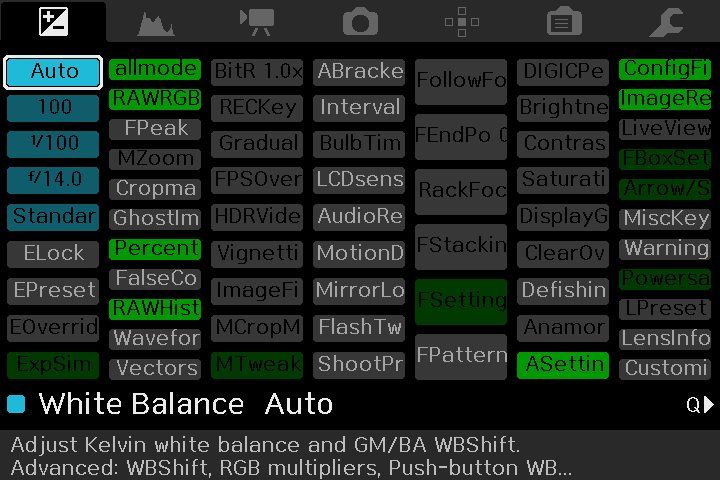 Auto
100
1/100
f/14.0
Standar
ELock
EPreset
EOverrid
ExpSim
allmode
RAWRGB
FPeak
MZoom
Cropma
GhostIm
Percent
FalseCo
RAWHist
Wavefor
Vectors
BitR 1.0x
RECKey
Gradual
FPSOver
HDRVide
Vignetti
ImageFi
MCropM
MTweak
ABracke
Interval
BulbTim
LCDsens
AudioRe
MotionD
MirrorLo
FlashTw
ShootPr
FollowFo
FEndPo 0
RackFoc
FStackin
FSetting
FPattern
DIGICPe
Brightne
Contras
Saturati
DisplayG
ClearOv
Defishin
Anamor
ASettin
ConfigFi
ImageRe
LiveView
FBoxSet
Arrow/S
MiscKey
Warning
Powersa
LPreset
LensInfo
Customi
White Balance Auto
Q
Adjust Kelvin white balance and GM/BA WBShift.
Advanced: WBShift, RGB multipliers, Push-button WB...